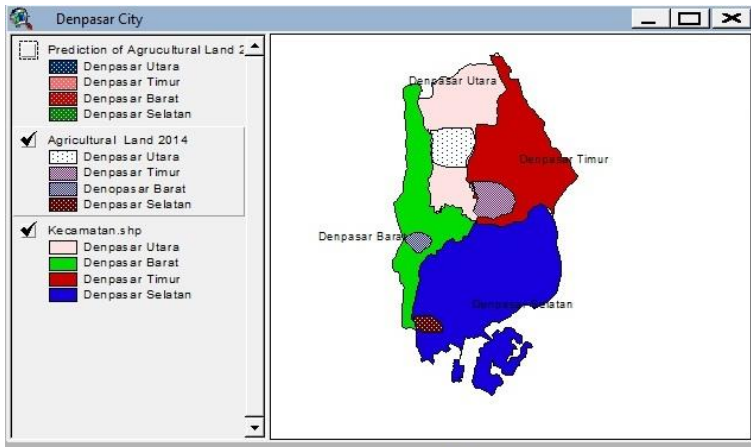 Denpasar City
Prediction of Agrucultural Land 2
Denpasar Utara
Denpasar Timur
Denpasar Barat
Denpasar Selatan
Agricultural Land 2014
Denpasar Utara
Denpasar Timur
Denopasar Barat
Denpasar Selatan
Kecamatan.shp
Denpasar Utara
Denpasar Barat
Denpasar Timur
Denpasar Selatan
Denpasar Utara
Denpasar Timur
Denpasar Barat
Denpasar Selatan